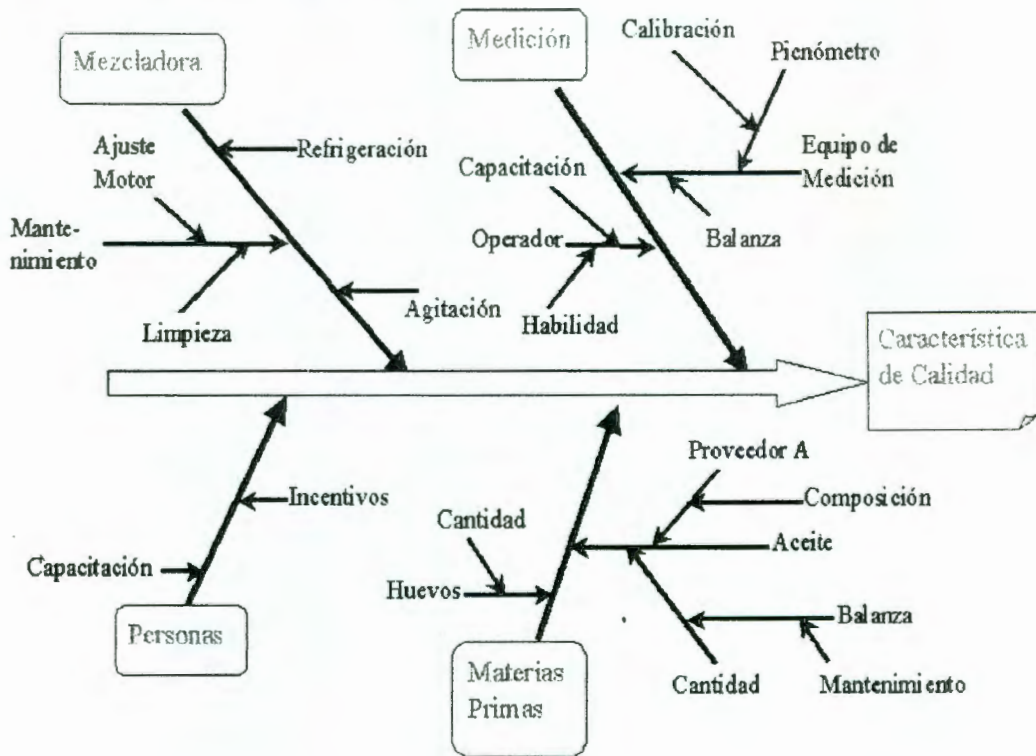 Mezcladora
Medición
Calibración
Picnómetro
Ajuste
Motor
Refrigeración
Capacitación
Equipo de
Medición
Mante-
nimiento
Operador
Balanza
Limpieza
Agitación
Habilidad
Característica
de Calidad
Proveedor A
Incentivos
Cantidad
Composición
Aceite
Capacitación
Huevos
Balanza
Personas
Materias
Primas
Cantidad
Mantenimiento